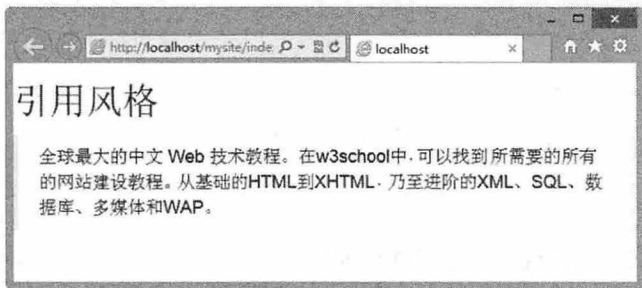 http://localhost/mysite/inde
localhost
引用风格
全球最大的中文 Web 技术教程。在w3school中，可以找到所需要的所有
的网站建设教程。从基础的HTML到XHTML，乃至进阶的XML、SQL、数
据库、多媒体和WAP。